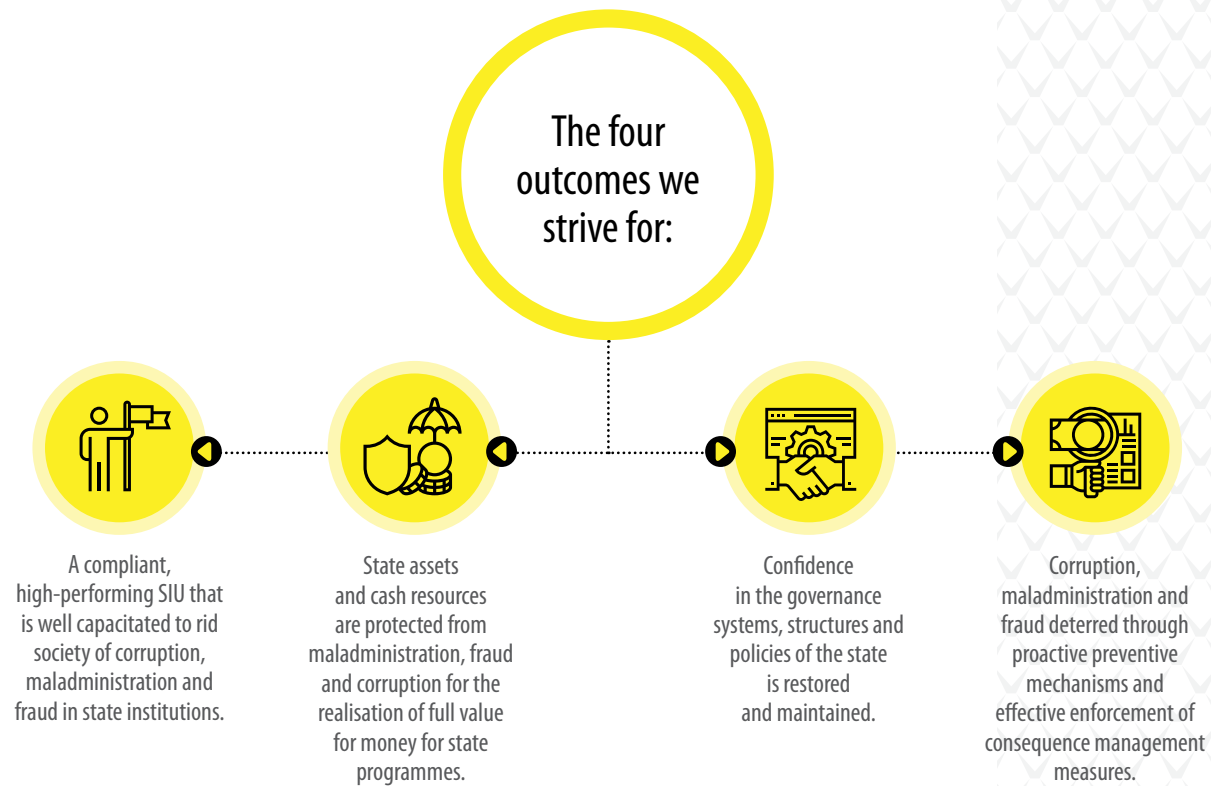 The four
outcomes we
strive for:
A compliant,
high-performing SIU that
is well capacitated to rid
society of corruption,
maladministration and
fraud in state institutions.
State assets
and cash resources
are protected from
maladministration, fraud
and corruption for the
realisation of full value
for money for state
programmes.
Confidence
in the governance
systems, structures and
policies of the state
is restored
and maintained.
Corruption,
maladministration and
fraud deterred through
proactive preventive
mechanisms and
effective enforcement of
consequence management
measures.